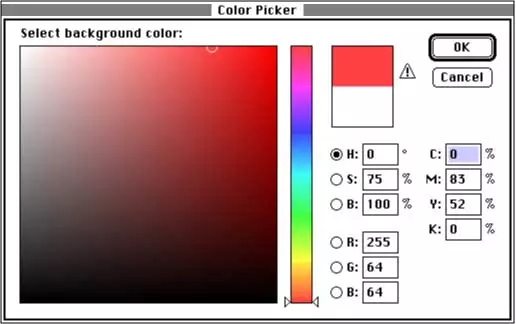 Color Picker
Select background color:
OK
Cancel
H: 0 °
S: 75 %
B: 100 %
R: 255
G: 64
B: 64
C: 0 %
M: 83 %
Y: 52 %
K: 0 %